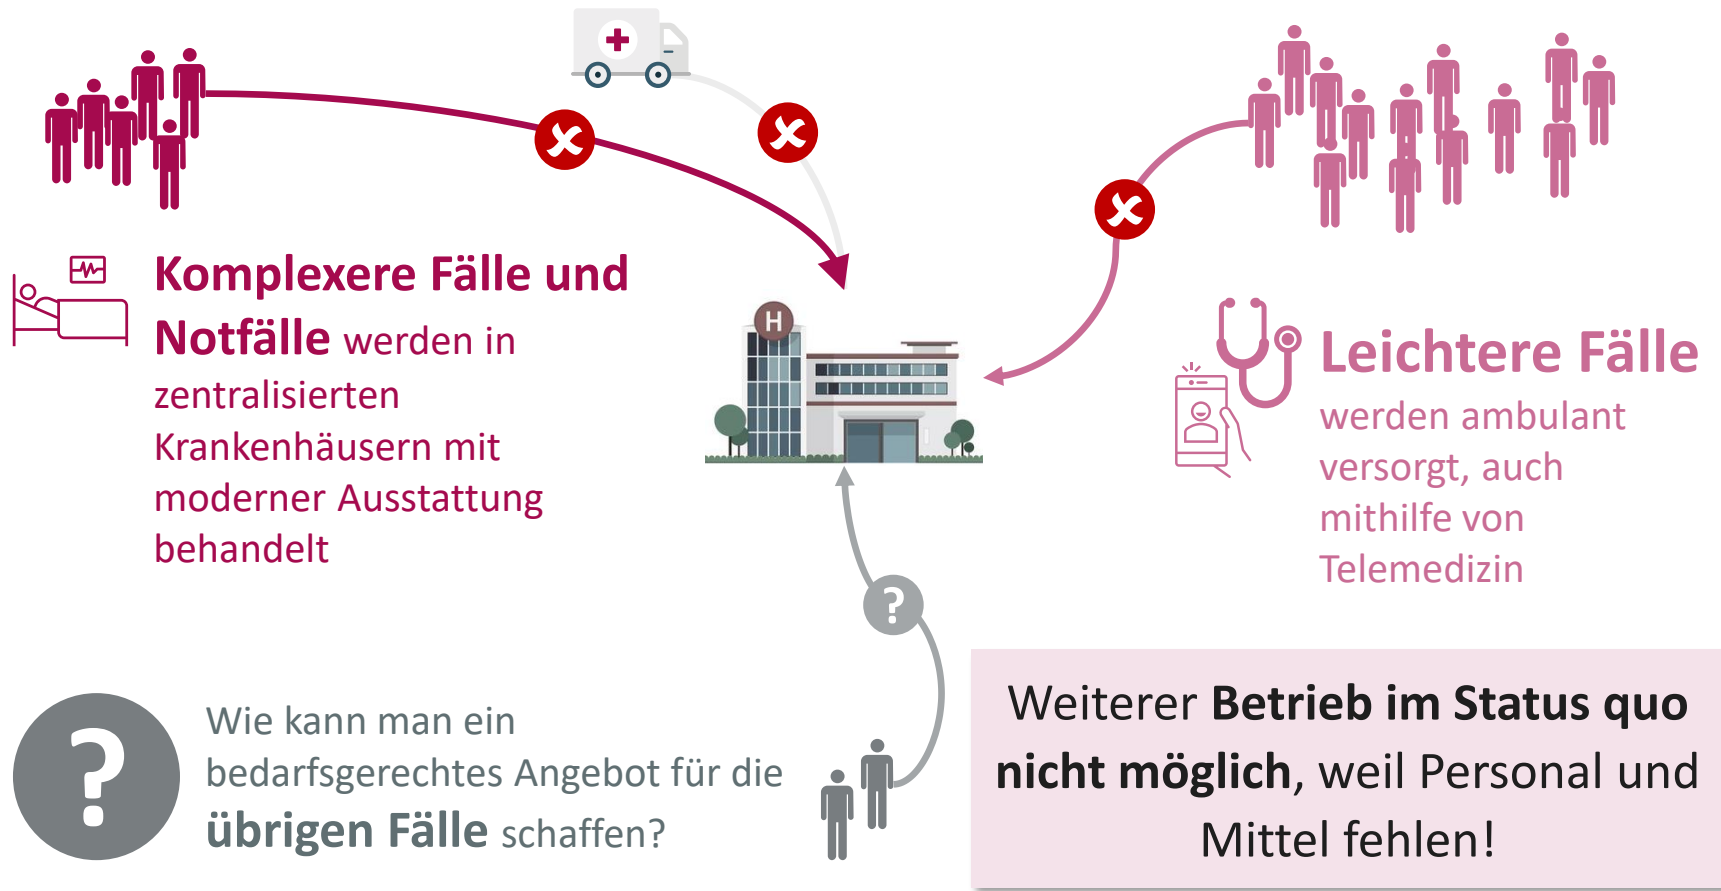 H
Komplexere Fälle und
Notfälle werden in
zentralisierten
Krankenhäusern mit
moderner Ausstattung
behandelt
Leichtere Fälle
werden ambulant
versorgt, auch
mithilfe von
Telemedizin
?
?
Wie kann man ein
bedarfsgerechtes Angebot für die
übrigen Fälle schaffen?
Weiterer Betrieb im Status quo
nicht möglich, weil Personal und
Mittel fehlen!